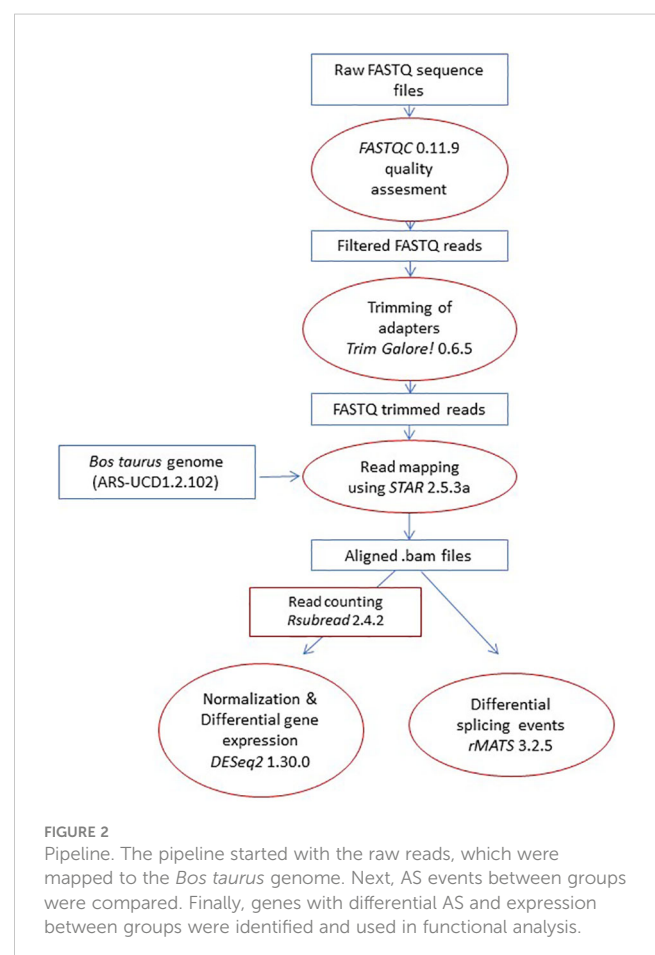 Raw FASTQ sequence
files
FASTQC 0.11.9
quality
assesment
Filtered FASTQ reads
Trimming of
adapters
Trim Galore! 0.6.5
FASTQ trimmed reads
Bos taurus genome
(ARS-UCD1.2.102)
Read mapping
using STAR 2.5.3a
Aligned .bam files
Read counting
Rsubread 2.4.2
Normalization &
Differential gene
expression
DESeq2 1.30.0
Differential
splicing events
rMATS 3.2.5
FIGURE 2
Pipeline. The pipeline started with the raw reads, which were
mapped to the Bos taurus genome. Next, AS events between groups
were compared. Finally, genes with differential AS and expression
between groups were identified and used in functional analysis.